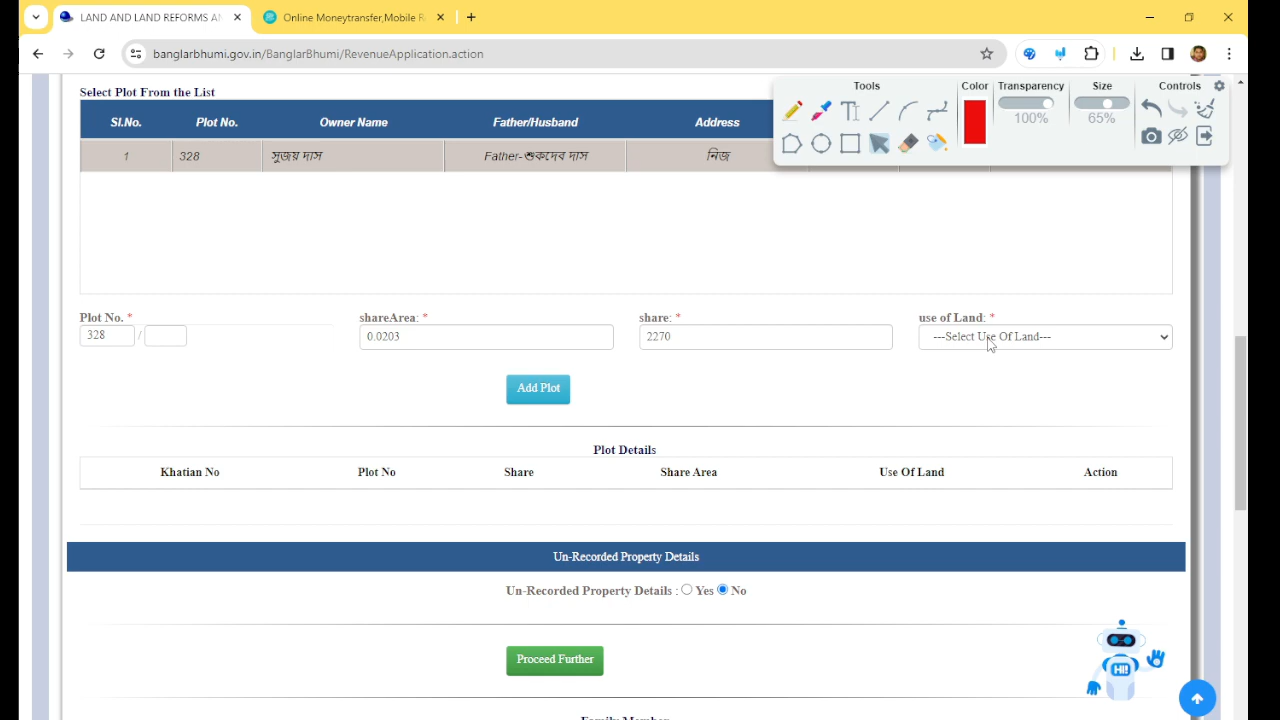 LAND AND LAND REFORMS AN
Online Moneytransfer,Mobile R
banglarbhumi.gov.in/BanglarBhumi/RevenueApplication.action
Tools
Color
Transparency
Size
Controls
100%
65%
Select Plot From the List
Sl.No. Plot No. Owner Name Father/Husband Address
1 328 সুজয় দাস Father-শুকদেব দাস নিজ
Plot No. * shareArea: * share: * use of Land: *
328 / 0.0203 2270 ---Select Use Of Land---
Add Plot
Plot Details
Khatian No Plot No Share Share Area Use Of Land Action
Un-Recorded Property Details
Un-Recorded Property Details : Yes No
HI!
Proceed Further
Family Member